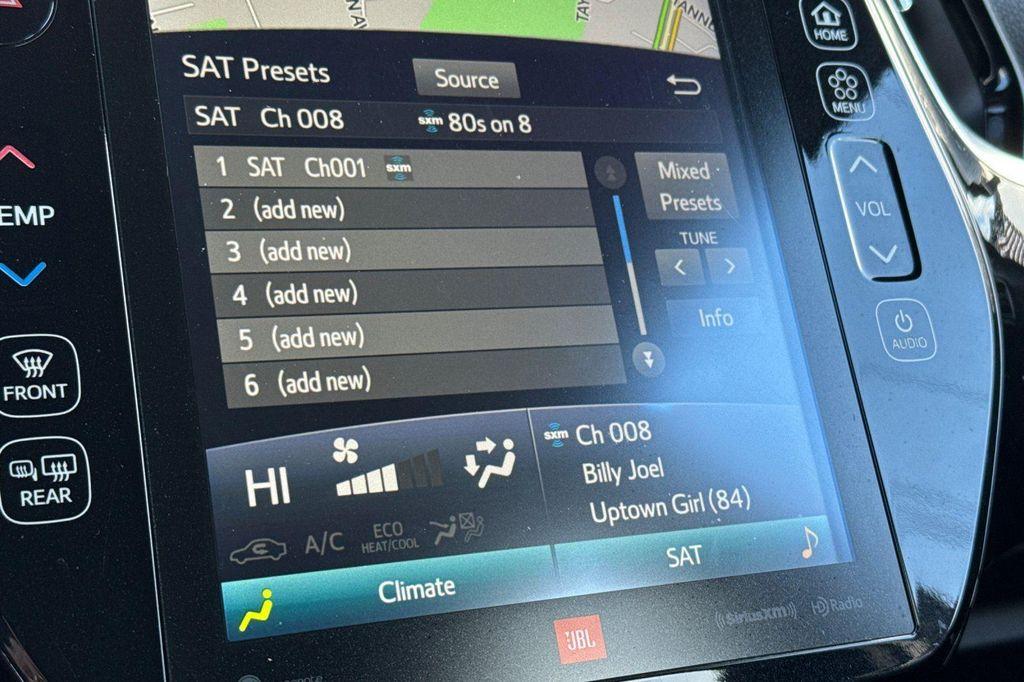 HOME
SAT Presets
Source
MENU
SAT Ch 008
sxm 80s on 8
1 SAT Ch001 sxm
Mixed
Presets
2 (add new)
EMP
VOL
3 (add new)
TUNE
4 (add new)
5 (add new)
Info
AUDIO
6 (add new)
FRONT
sxm Ch 008
HI
Billy Joel
REAR
Uptown Girl (84)
A/C
ECO
HEAT/COOL
Climate
SAT
SiriusXM
HD Radio
JBL